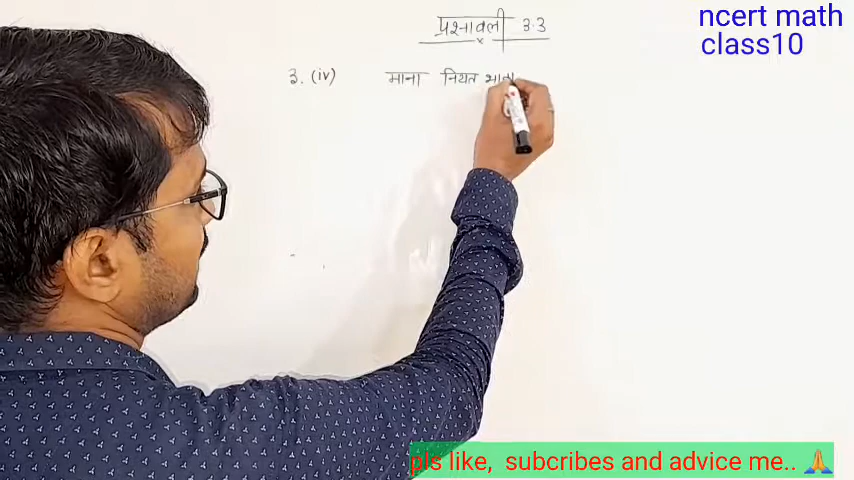 प्रश्नावली 3.3
ncert math
class10
3. (iv) माना नियत
pls like, subcribes and advice me.. 🙏